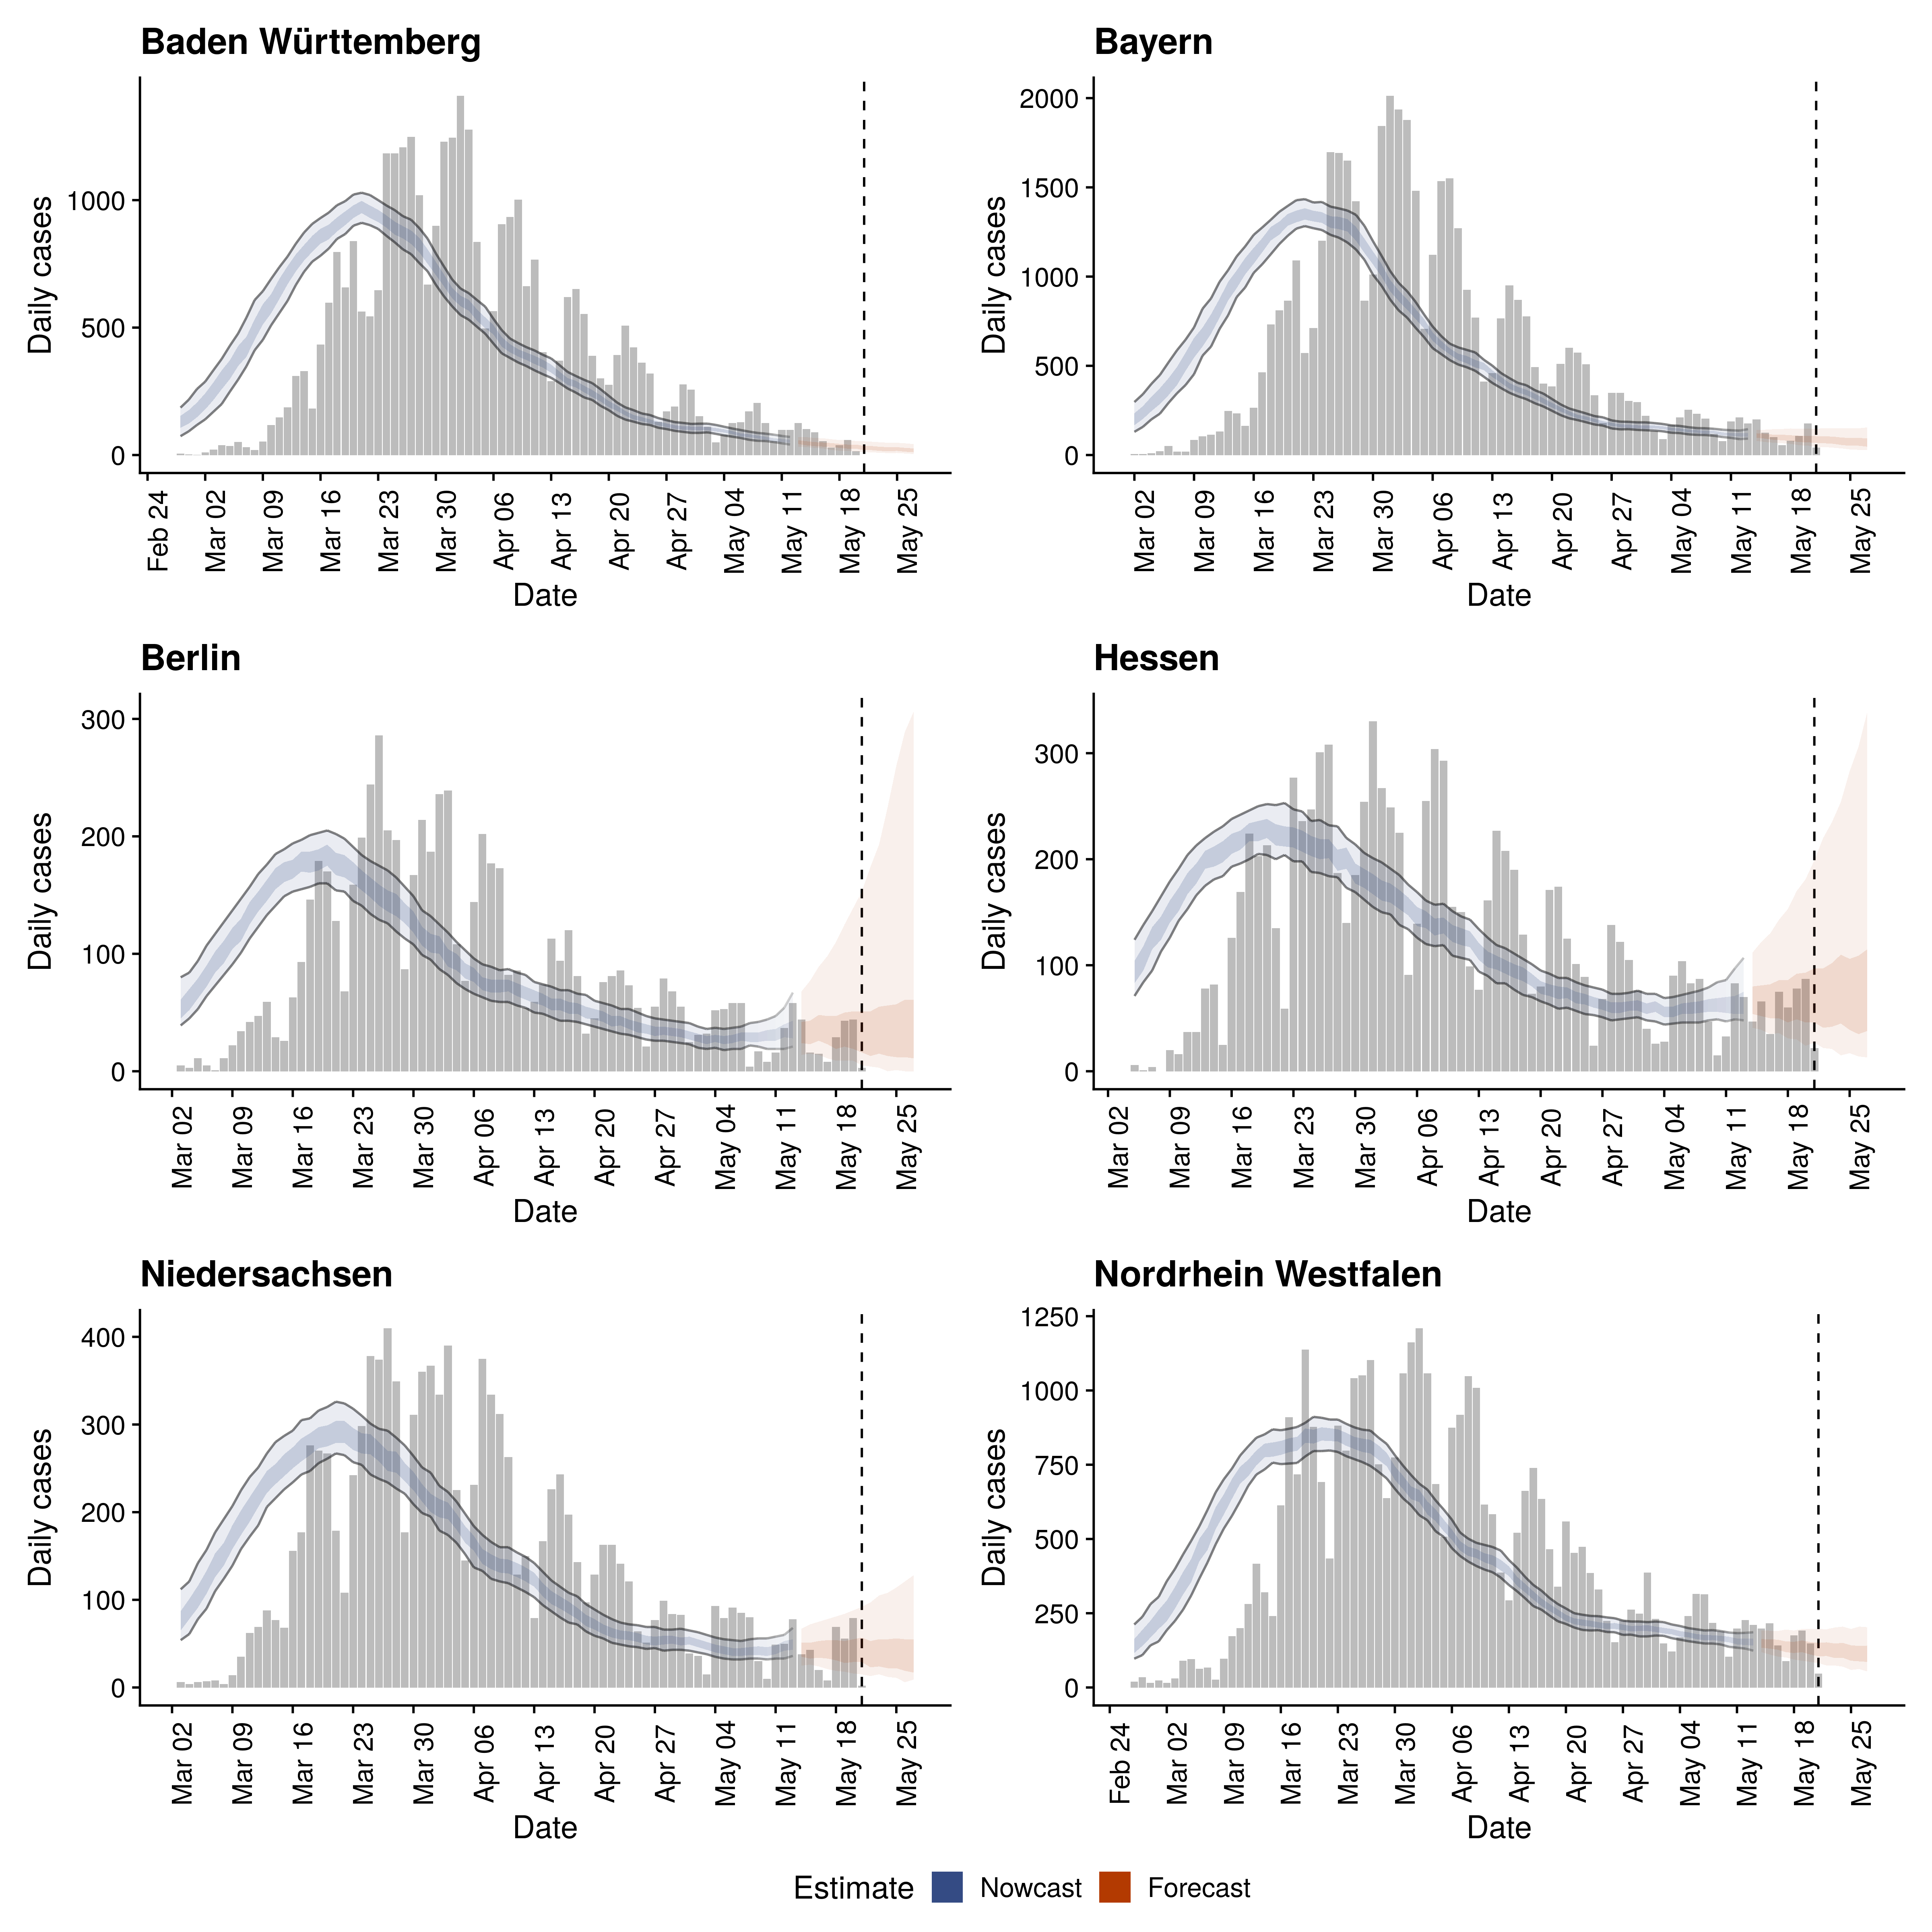 Baden Württemberg
Daily cases
1000
500
0
Feb 24
Mar 02
Mar 09
Mar 16
Mar 23
Mar 30
Apr 06
Apr 13
Apr 20
Apr 27
May 04
May 11
May 18
May 25
Date
Bayern
Daily cases
2000
1500
1000
500
0
Mar 02
Mar 09
Mar 16
Mar 23
Mar 30
Apr 06
Apr 13
Apr 20
Apr 27
May 04
May 11
May 18
May 25
Date
Berlin
Daily cases
300
200
100
0
Mar 02
Mar 09
Mar 16
Mar 23
Mar 30
Apr 06
Apr 13
Apr 20
Apr 27
May 04
May 11
May 18
May 25
Date
Hessen
Daily cases
300
200
100
0
Mar 02
Mar 09
Mar 16
Mar 23
Mar 30
Apr 06
Apr 13
Apr 20
Apr 27
May 04
May 11
May 18
May 25
Date
Niedersachsen
Daily cases
400
300
200
100
0
Mar 02
Mar 09
Mar 16
Mar 23
Mar 30
Apr 06
Apr 13
Apr 20
Apr 27
May 04
May 11
May 18
May 25
Date
Nordrhein Westfalen
Daily cases
1250
1000
750
500
250
0
Feb 24
Mar 02
Mar 09
Mar 16
Mar 23
Mar 30
Apr 06
Apr 13
Apr 20
Apr 27
May 04
May 11
May 18
May 25
Date
Estimate Nowcast Forecast